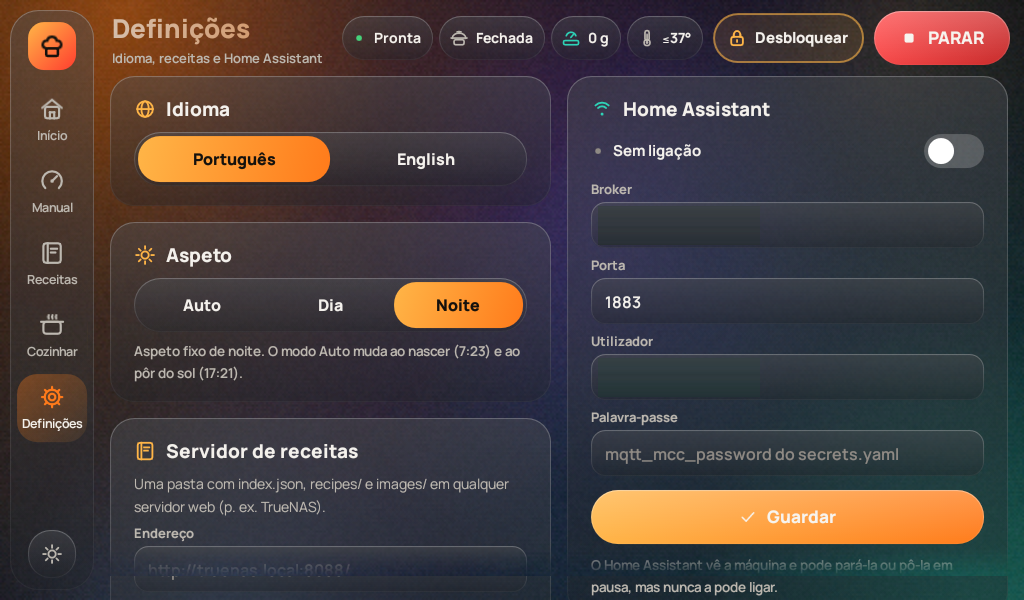 Definições
Idioma, receitas e Home Assistant
Pronta
Fechada
0 g
≤37°
Desbloquear
PARAR
Início
Manual
Receitas
Cozinhar
Definições
Idioma
Português
English
Aspeto
Auto
Dia
Noite
Aspeto fixo de noite. O modo Auto muda ao nascer (7:23) e ao
pôr do sol (17:21).
Servidor de receitas
Uma pasta com index.json, recipes/ e images/ em qualquer
servidor web (p. ex. TrueNAS).
Endereço
http://truenas.local:8088/
Home Assistant
Sem ligação
Broker
Porta
1883
Utilizador
Palavra-passe
mqtt_mcc_password do secrets.yaml
Guardar
O Home Assistant vê a máquina e pode pará-la ou pô-la em
pausa, mas nunca a pode ligar.